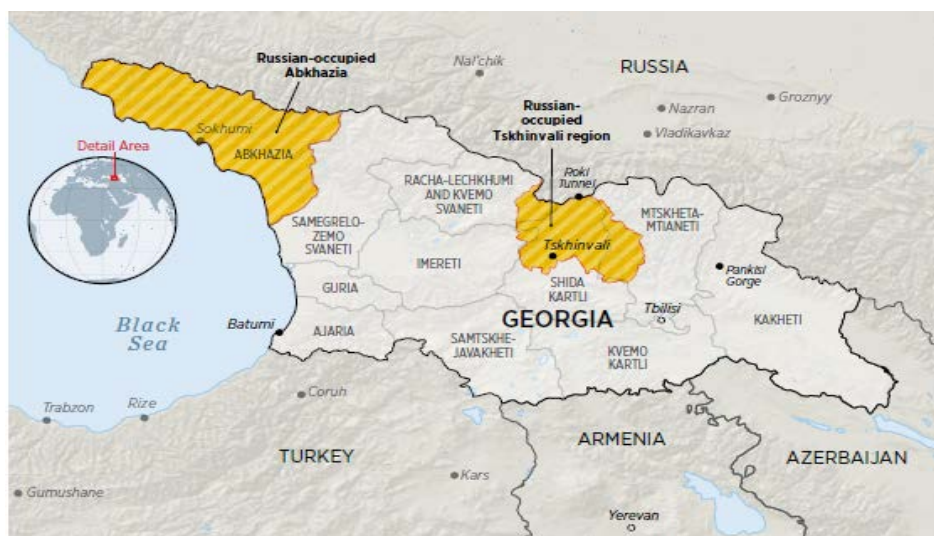 Russian-occupied
Abkhazia
Nal'chik
RUSSIA
Groznyy
Nazran
Russian-
occupied
Tskhinvali region
Vladikavkaz
Sokhumi
Detail Area
ABKHAZIA
Roki
Tunnel
RACHA-LECHKHUMI
AND KVEMO
SVANETI
MTSKHETA-
MTIANETI
SAMEGRELO-
ZEMO
SVANETI
Tskhinvali
IMERETI
Pankisi
Gorge
SHIDA
KARTLI
GURIA
Tbilisi
Black
Sea
Batumi
AJARIA
GEORGIA
KAKHETI
SAMTSKHE-
JAVAKHETI
KVEMO
KARTLI
Coruh
Trabzon
Rize
ARMENIA
TURKEY
AZERBAIJAN
Kars
Gumushane
Yerevan